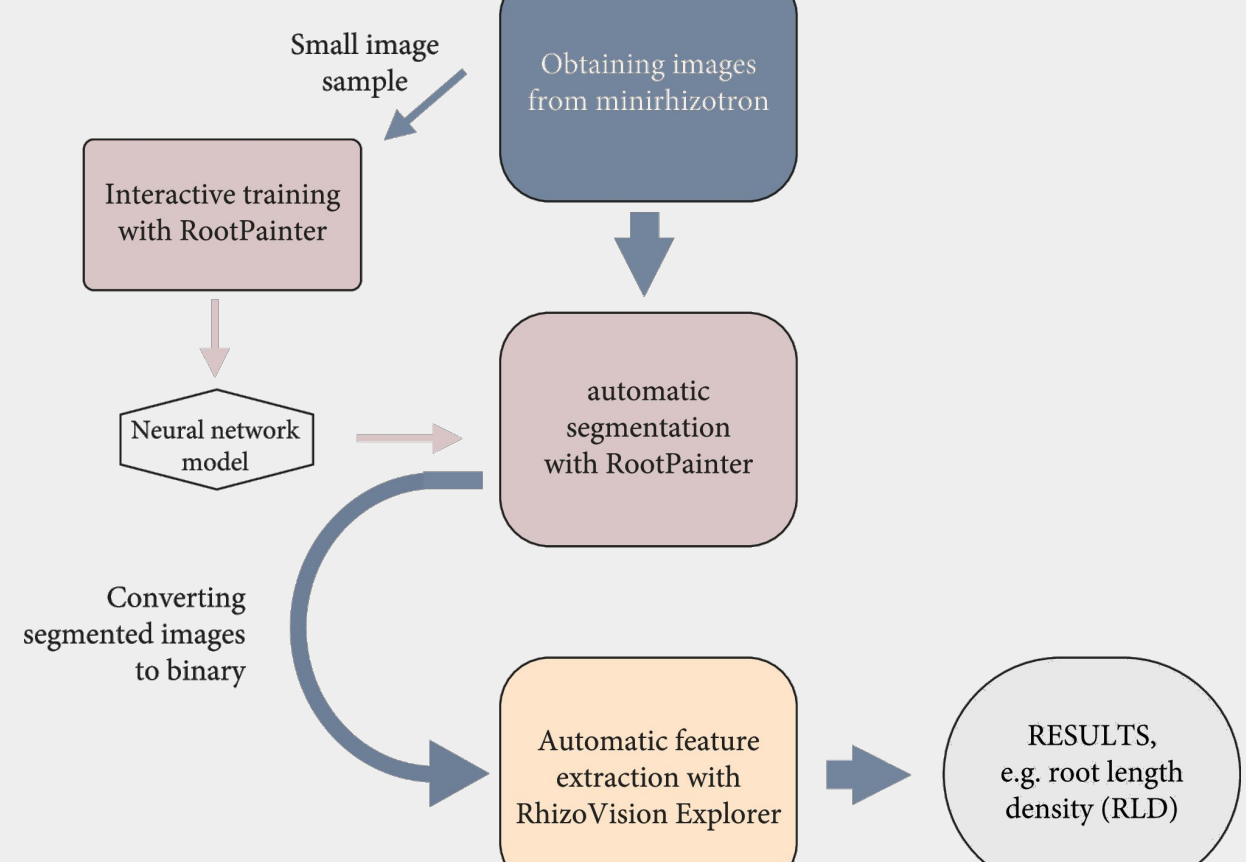 Small image
sample
Obtaining images
from minirhizotron
Interactive training
with RootPainter
Neural network
model
automatic
segmentation
with RootPainter
Converting
segmented images
to binary
Automatic feature
extraction with
RhizoVision Explorer
RESULTS,
e.g. root length
density (RLD)